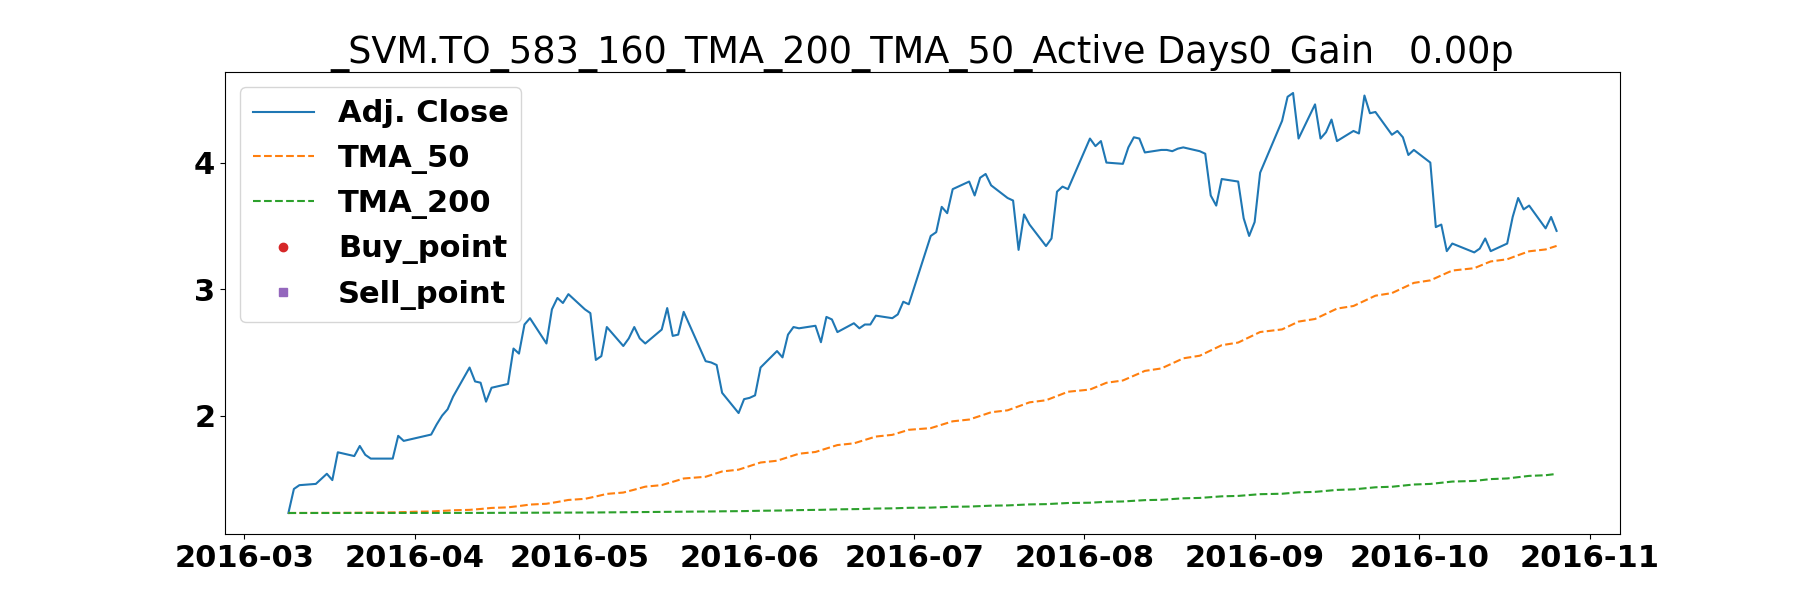 _SVM.TO_583_160_TMA_200_TMA_50_Active Days0_Gain   0.00p
Adj. Close
TMA_50
TMA_200
Buy_point
Sell_point
4
3
2
2016-03 2016-04 2016-05 2016-06 2016-07 2016-08 2016-09 2016-10 2016-11